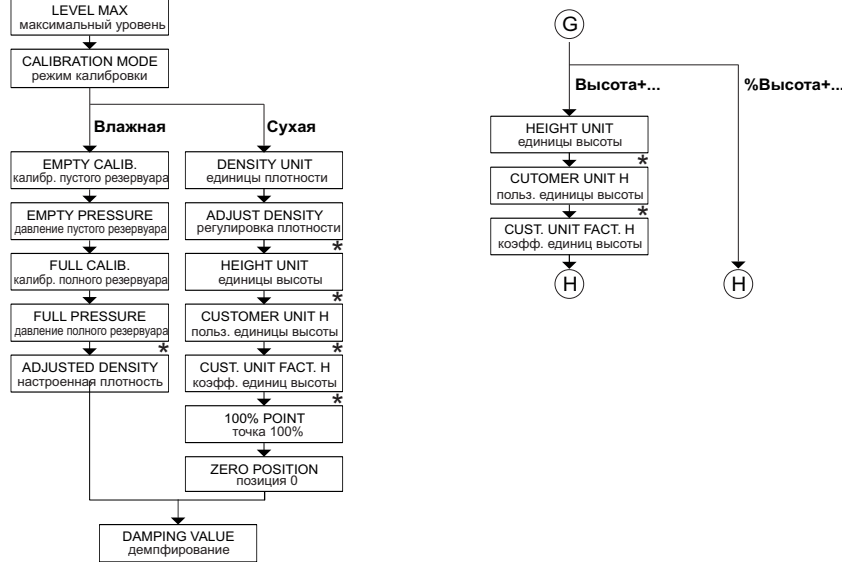 LEVEL MAX
максимальный уровень
CALIBRATION MODE
режим калибровки
Влажная
Сухая
EMPTY CALIB.
калибр. пустого резервуара
EMPTY PRESSURE
давление пустого резервуара
FULL CALIB.
калибр. полного резервуара
FULL PRESSURE
давление полного резервуара
*
ADJUSTED DENSITY
настроенная плотность
DENSITY UNIT
единицы плотности
ADJUST DENSITY
регулировка плотности
*
HEIGHT UNIT
единицы высоты
*
CUSTOMER UNIT H
польз. единицы высоты
*
CUST. UNIT FACT. H
коэфф. единиц высоты
*
100% POINT
точка 100%
ZERO POSITION
позиция 0
DAMPING VALUE
демпфирование
G
Высота+...
%Высота+...
HEIGHT UNIT
единицы высоты
*
CUTOMER UNIT H
польз. единицы высоты
*
CUST. UNIT FACT. H
коэфф. единиц высоты
H
H